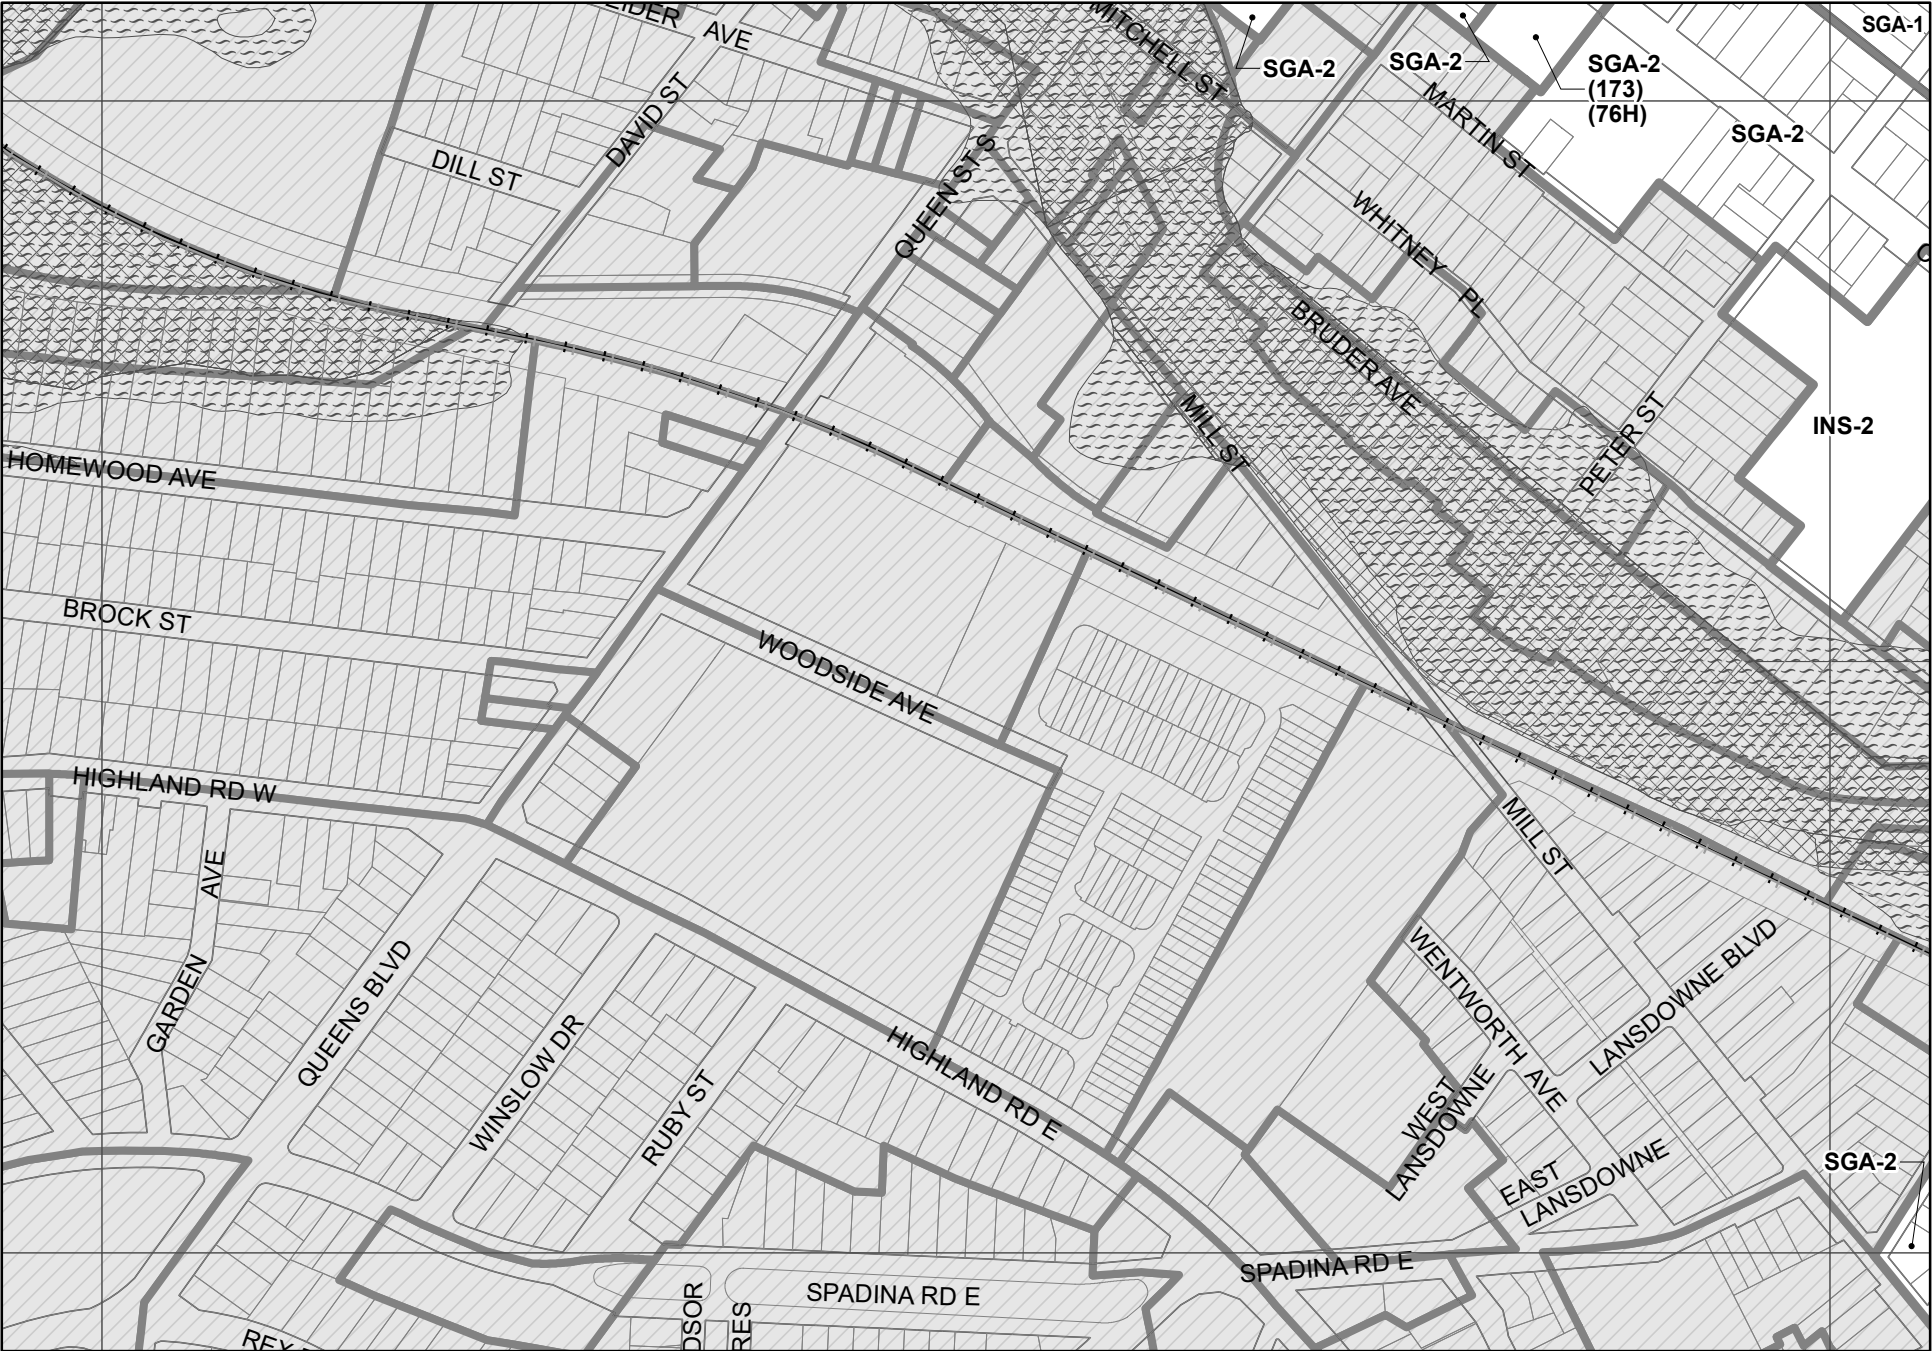 AVE
MITCHELL ST
SGA-1
SGA-2
SGA-2
SGA-2
(173)
(76H)
SGA-2
MARTIN ST
DAVID ST
DILL ST
QUEEN ST S
WHITNEY PL
BRUDER AVE
PETER ST
INS-2
MILL ST
HOMEWOOD AVE
BROCK ST
WOODSIDE AVE
HIGHLAND RD W
MILL ST
GARDEN AVE
QUEENS BLVD
WINSLOW DR
RUBY ST
HIGHLAND RD E
WENTWORTH AVE
LANSDOWNE BLVD
WEST
LANSDOWNE
EAST
LANSDOWNE
SGA-2
SPADINA RD E
SPADINA RD E